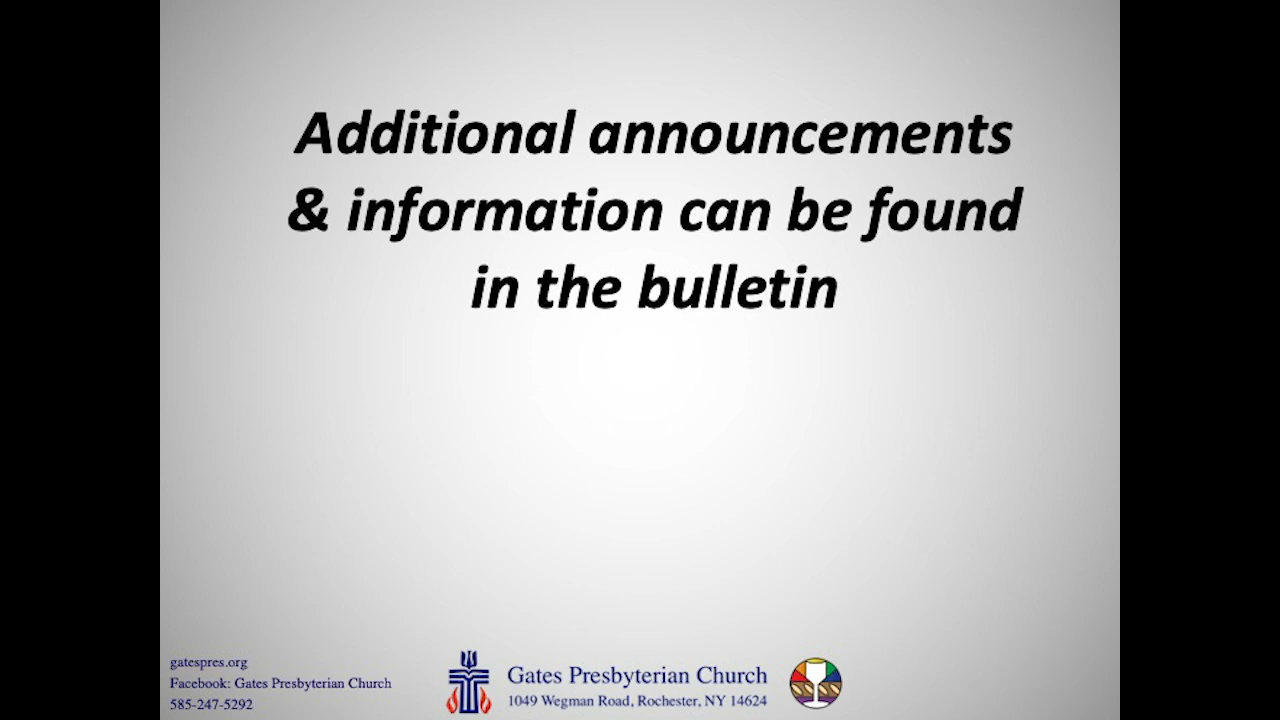 Additional announcements
& information can be found
in the bulletin
gatespres.org
Facebook: Gates Presbyterian Church
585-247-5292
Gates Presbyterian Church
1049 Wegman Road, Rochester, NY 14624